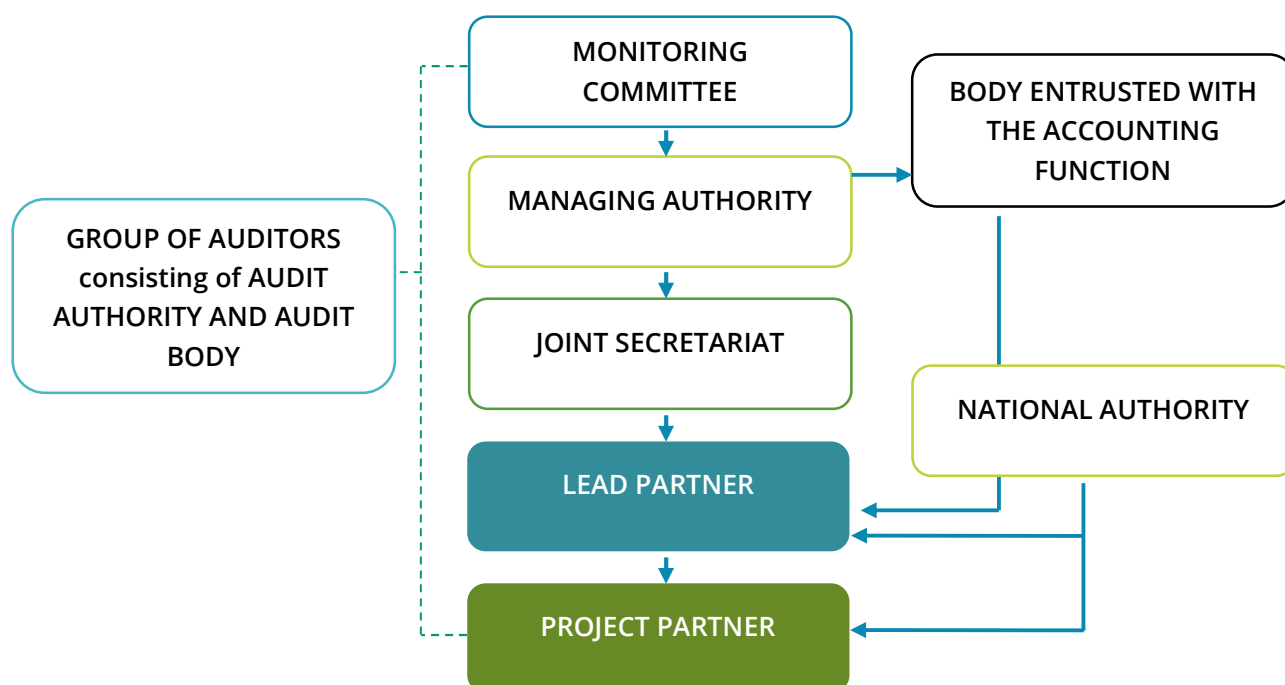 MONITORING
COMMITTEE
BODY ENTRUSTED WITH
THE ACCOUNTING
FUNCTION
MANAGING AUTHORITY
GROUP OF AUDITORS
consisting of AUDIT
AUTHORITY AND AUDIT
BODY
JOINT SECRETARIAT
NATIONAL AUTHORITY
LEAD PARTNER
PROJECT PARTNER